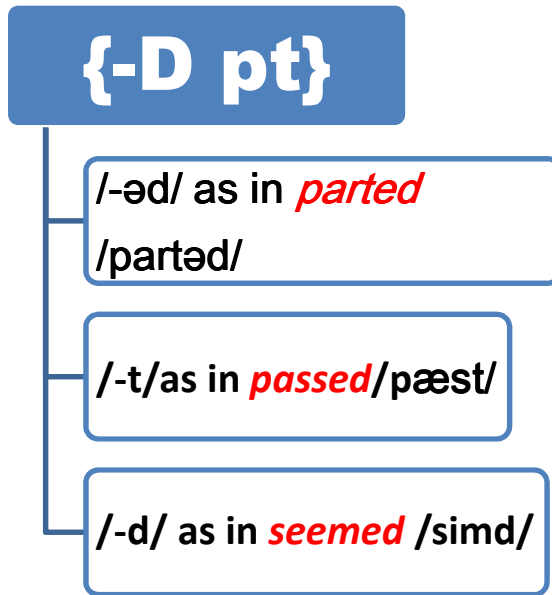 {-D pt}
/-əd/ as in parted
/partəd/
/-t/as in passed/pæst/
/-d/ as in seemed /simd/